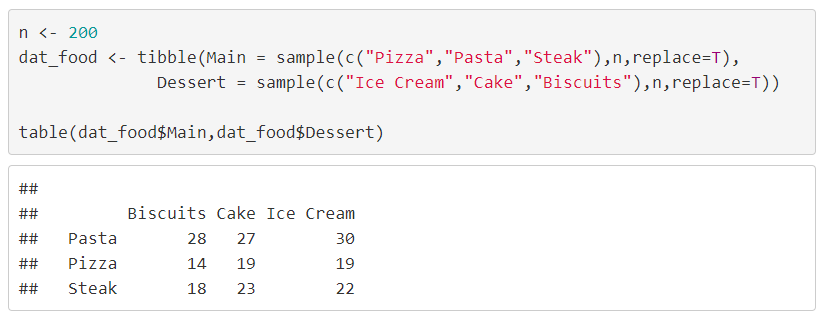 n <- 200
dat_food <- tibble(Main = sample(c("Pizza","Pasta","Steak"),n,replace=T),
              Dessert = sample(c("Ice Cream","Cake","Biscuits"),n,replace=T))
table(dat_food$Main,dat_food$Dessert)
##
##         Biscuits Cake Ice Cream
##   Pasta       28   27        30
##   Pizza       14   19        19
##   Steak       18   23        22